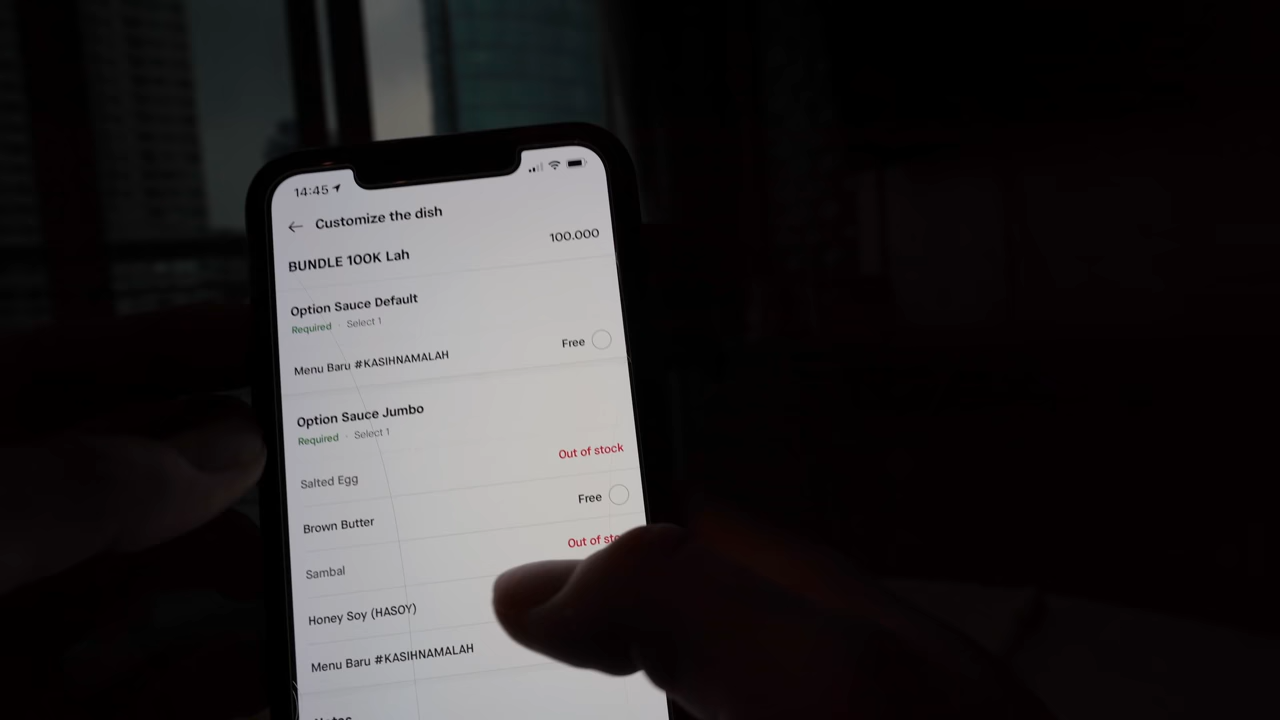 14:45
Customize the dish
BUNDLE 100K Lah 100.000
Option Sauce Default
Required · Select 1
Menu Baru #KASIHNAMALAH Free
Option Sauce Jumbo
Required · Select 1
Salted Egg Out of stock
Brown Butter Free
Sambal Out of
Honey Soy (HASOY)
Menu Baru #KASIHNAMALAH